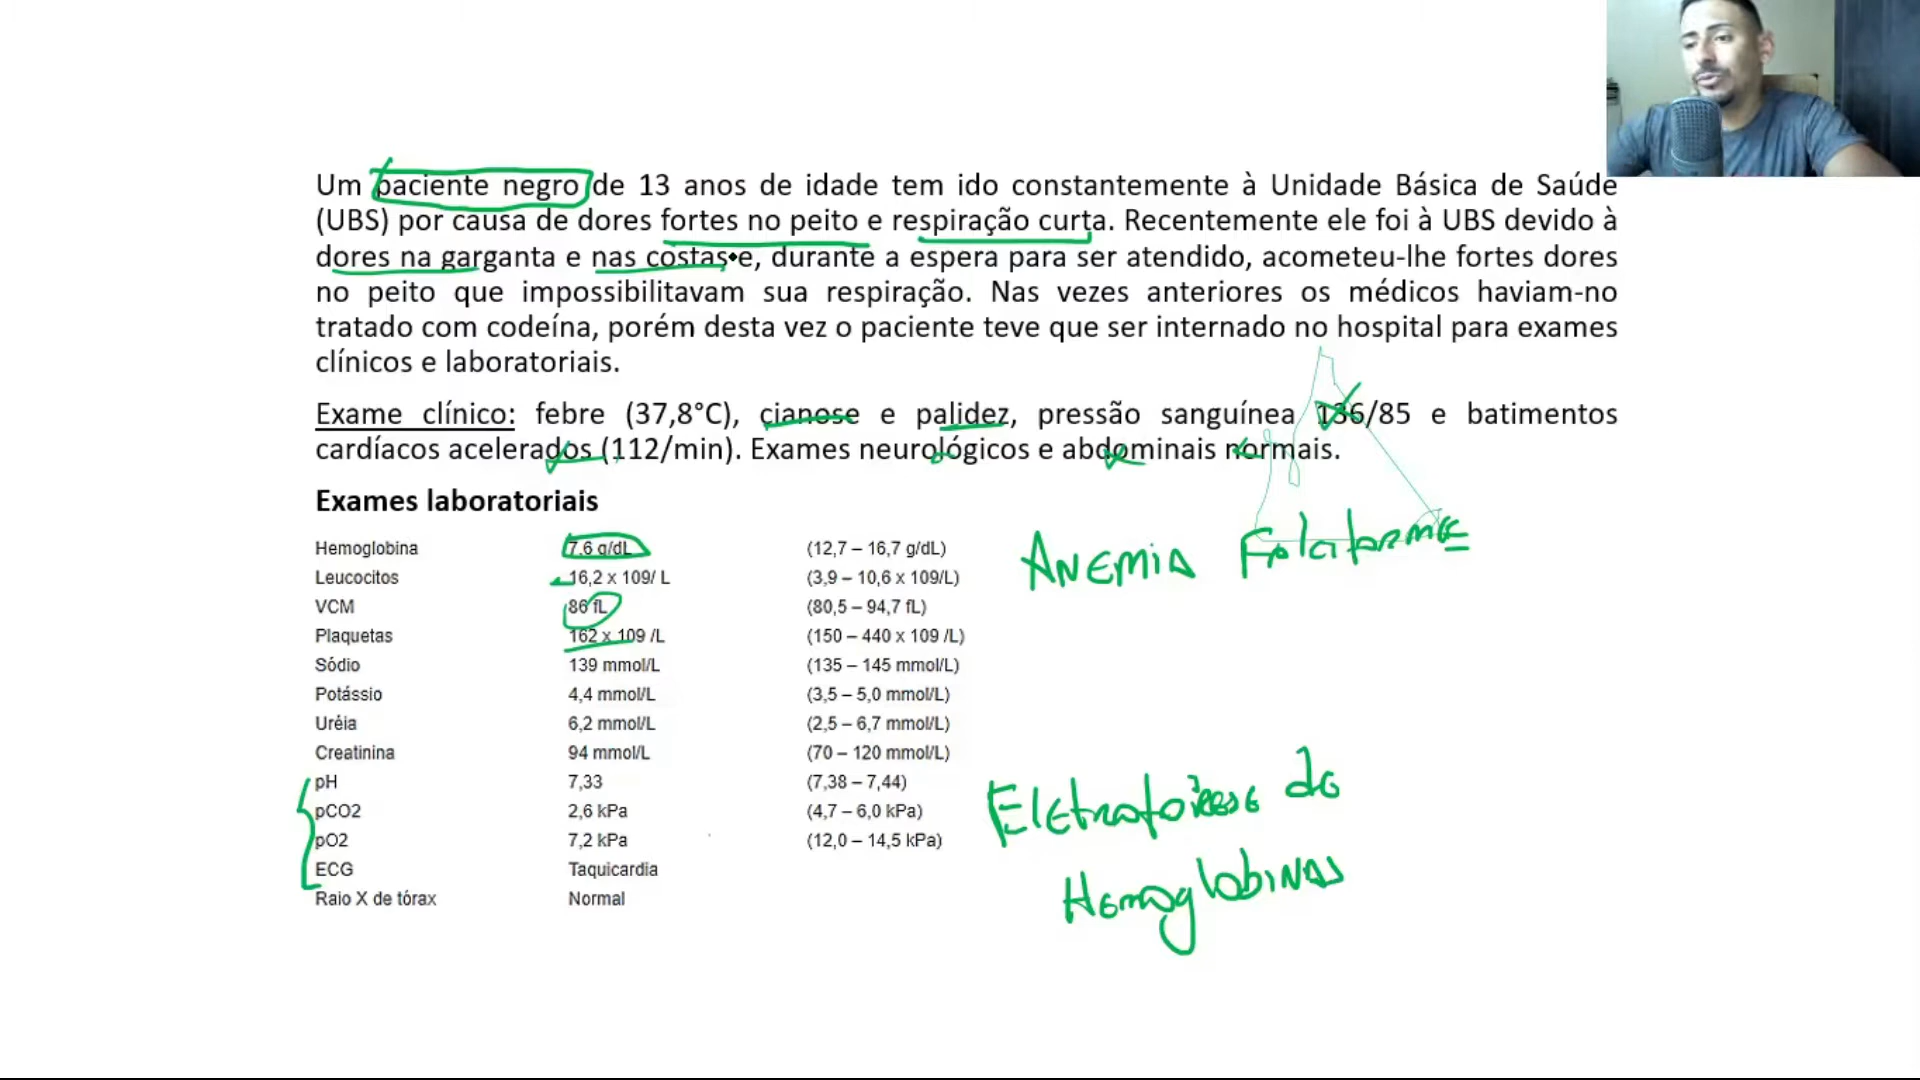 Um paciente negro de 13 anos de idade tem ido constantemente à Unidade Básica de Saúde
(UBS) por causa de dores fortes no peito e respiração curta. Recentemente ele foi à UBS devido à
dores na garganta e nas costas e, durante a espera para ser atendido, acometeu-lhe fortes dores
no peito que impossibilitavam sua respiração. Nas vezes anteriores os médicos haviam-no
tratado com codeína, porém desta vez o paciente teve que ser internado no hospital para exames
clínicos e laboratoriais.
Exame clínico: febre (37,8°C), cianose e palidez, pressão sanguínea 136/85 e batimentos
cardíacos acelerados (112/min). Exames neurológicos e abdominais normais.
Exames laboratoriais
Hemoglobina 7,6 g/dL (12,7 – 16,7 g/dL)
Leucocitos 16,2 x 109/ L (3,9 – 10,6 x 109/L)
VCM 86 fL (80,5 – 94,7 fL)
Plaquetas 162 x 109 /L (150 – 440 x 109 /L)
Sódio 139 mmol/L (135 – 145 mmol/L)
Potássio 4,4 mmol/L (3,5 – 5,0 mmol/L)
Uréia 6,2 mmol/L (2,5 – 6,7 mmol/L)
Creatinina 94 mmol/L (70 – 120 mmol/L)
pH 7,33 (7,38 – 7,44)
pCO2 2,6 kPa (4,7 – 6,0 kPa)
pO2 7,2 kPa (12,0 – 14,5 kPa)
ECG Taquicardia
Raio X de tórax Normal
Anemia Falciforme
Eletroforese de
Hemoglobinas